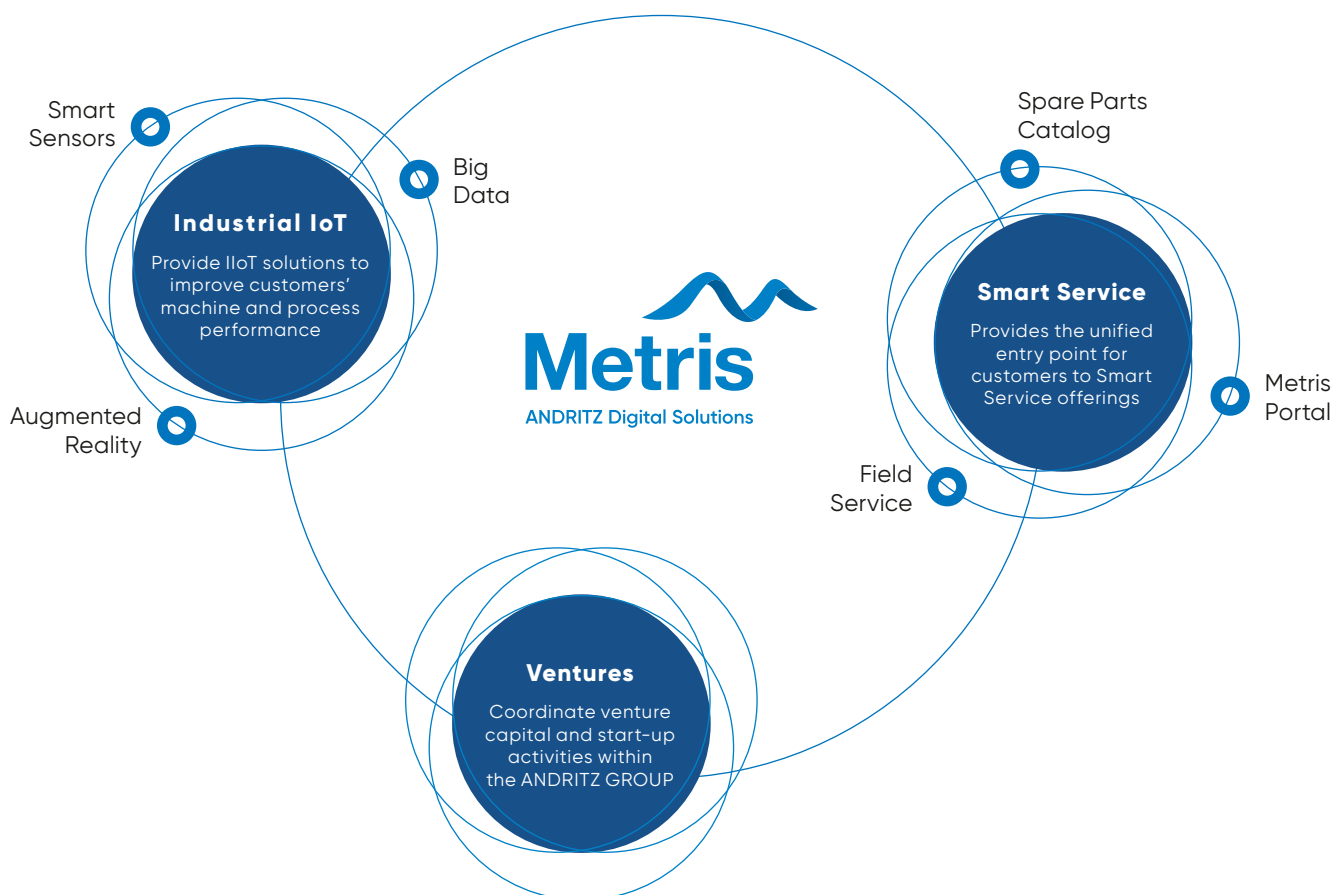 Smart
Sensors
Big
Data
Industrial IoT
Provide IIoT solutions to
improve customers’
machine and process
performance
Augmented
Reality
Metris
ANDRITZ Digital Solutions
Spare Parts
Catalog
Smart Service
Provides the unified
entry point for
customers to Smart
Service offerings
Metris
Portal
Field
Service
Ventures
Coordinate venture
capital and start-up
activities within
the ANDRITZ GROUP